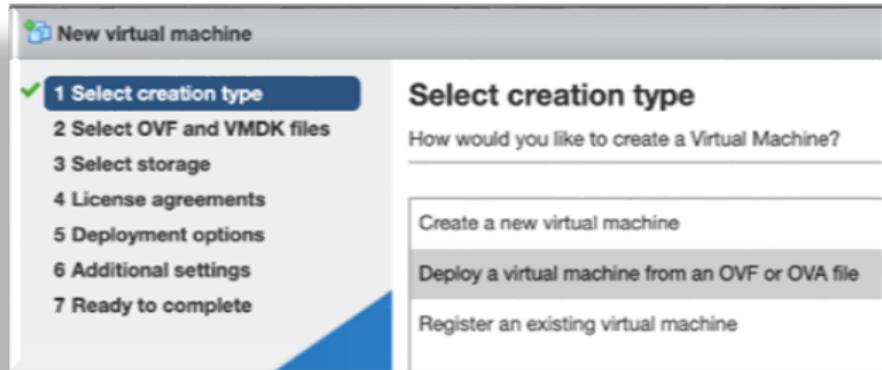 New virtual machine
1 Select creation type
2 Select OVF and VMDK files
3 Select storage
4 License agreements
5 Deployment options
6 Additional settings
7 Ready to complete
Select creation type
How would you like to create a Virtual Machine?
Create a new virtual machine
Deploy a virtual machine from an OVF or OVA file
Register an existing virtual machine